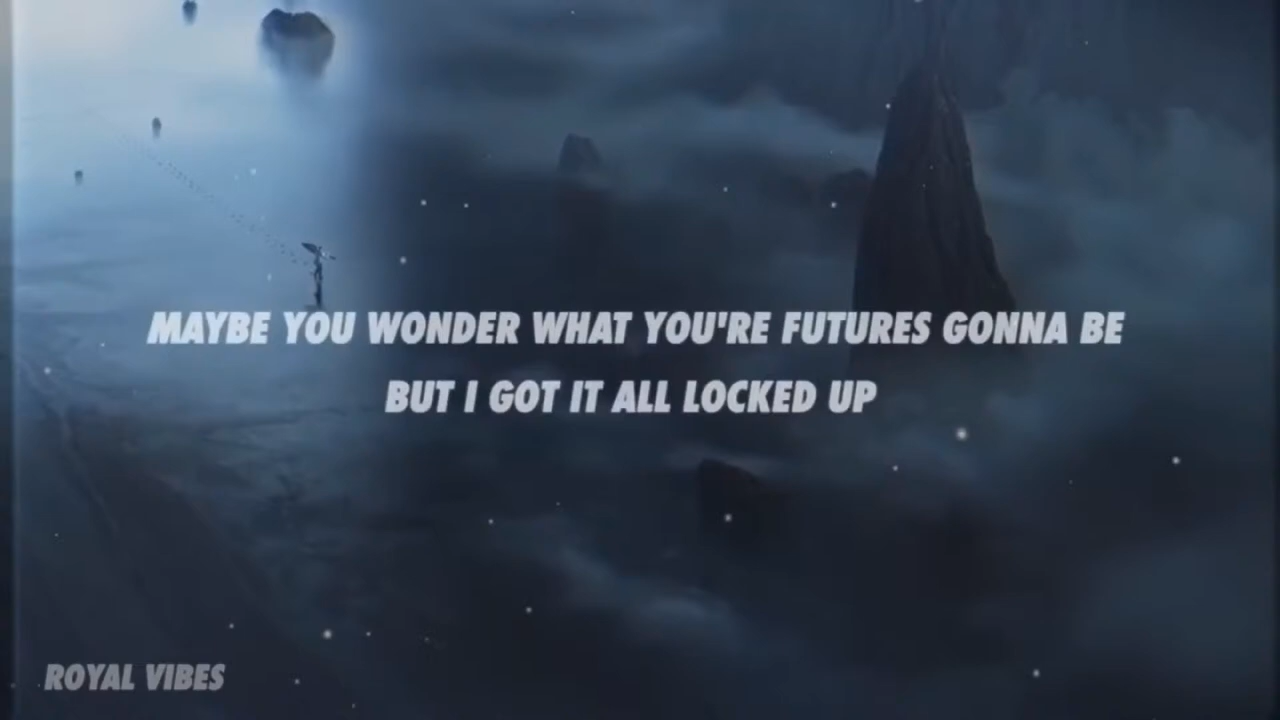 MAYBE YOU WONDER WHAT YOU'RE FUTURES GONNA BE
BUT I GOT IT ALL LOCKED UP
ROYAL VIBES